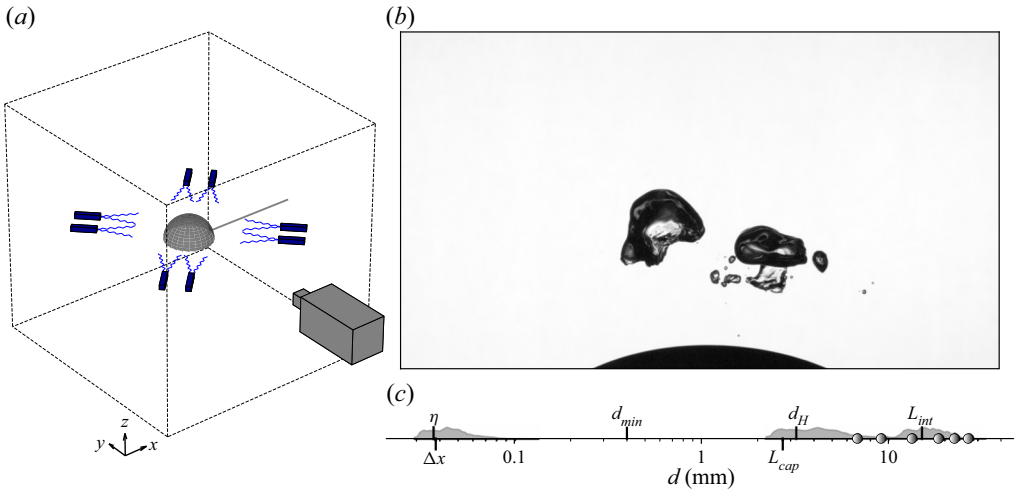 (a)
z
y
x
(b)
(c)
η
d_min
d_H
L_int
Δx
0.1
1
L_cap
10
d (mm)